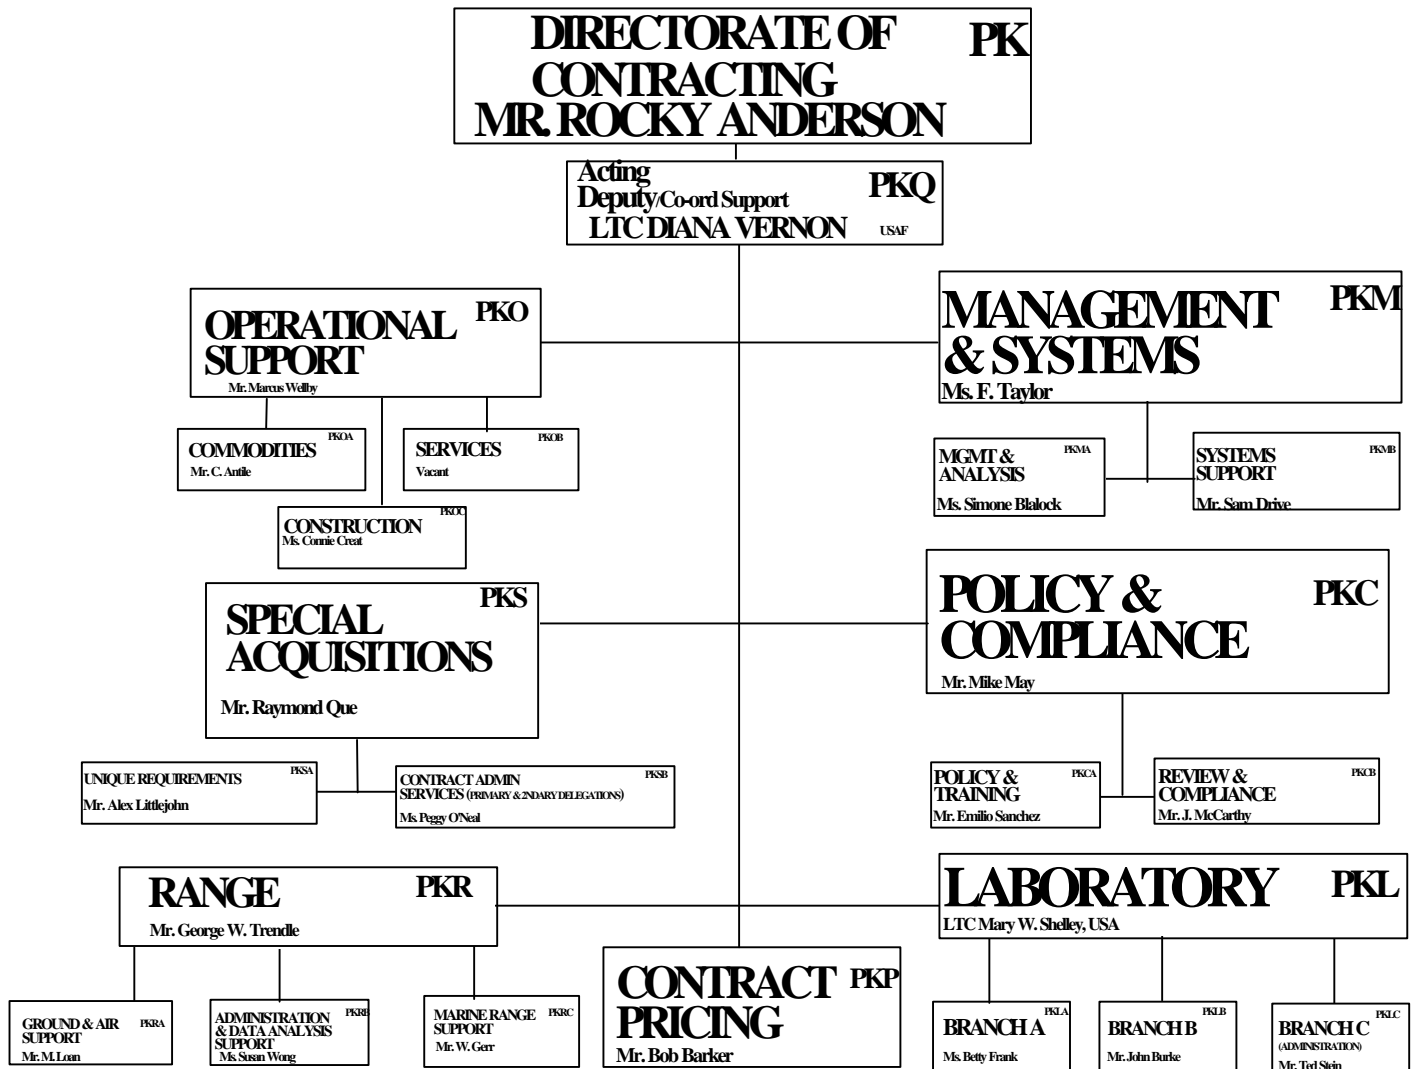 DIRECTORATE OF PK
CONTRACTING
MR. ROCKY ANDERSON
Acting
Deputy/Co-ord Support PKQ
LTC DIANA VERNON USAF
OPERATIONAL PKO
SUPPORT
Mr. Marcus Wellby
MANAGEMENT PKM
& SYSTEMS
Ms. F. Taylor
COMMODITIES PKOA
Mr. C. Antile
SERVICES PKOB
Vacant
CONSTRUCTION PKOC
Ms. Connie Creat
MGMT & PKMA
ANALYSIS
Ms. Simone Blalock
SYSTEMS PKMB
SUPPORT
Mr. Sam Drive
SPECIAL PKS
ACQUISITIONS
Mr. Raymond Que
POLICY & PKC
COMPLIANCE
Mr. Mike May
UNIQUE REQUIREMENTS PKSA
Mr. Alex Littlejohn
CONTRACT ADMIN PKSB
SERVICES (PRIMARY & 2NDARY DELEGATIONS)
Ms. Peggy O'Neal
POLICY & PKCA
TRAINING
Mr. Emilio Sanchez
REVIEW & PKCB
COMPLIANCE
Mr. J. McCarthy
RANGE PKR
Mr. George W. Trendle
LABORATORY PKL
LTC Mary W. Shelley, USA
GROUND & AIR PKRA
SUPPORT
Mr. M. Loan
ADMINISTRATION PKRB
& DATA ANALYSIS
SUPPORT
Ms. Susan Wong
MARINE RANGE PKRC
SUPPORT
Mr. W. Gerr
CONTRACT PKP
PRICING
Mr. Bob Barker
BRANCH A PKLA
Ms. Betty Frank
BRANCH B PKLB
Mr. John Burke
BRANCH C PKLC
(ADMINISTRATION)
Mr. Ted Stein